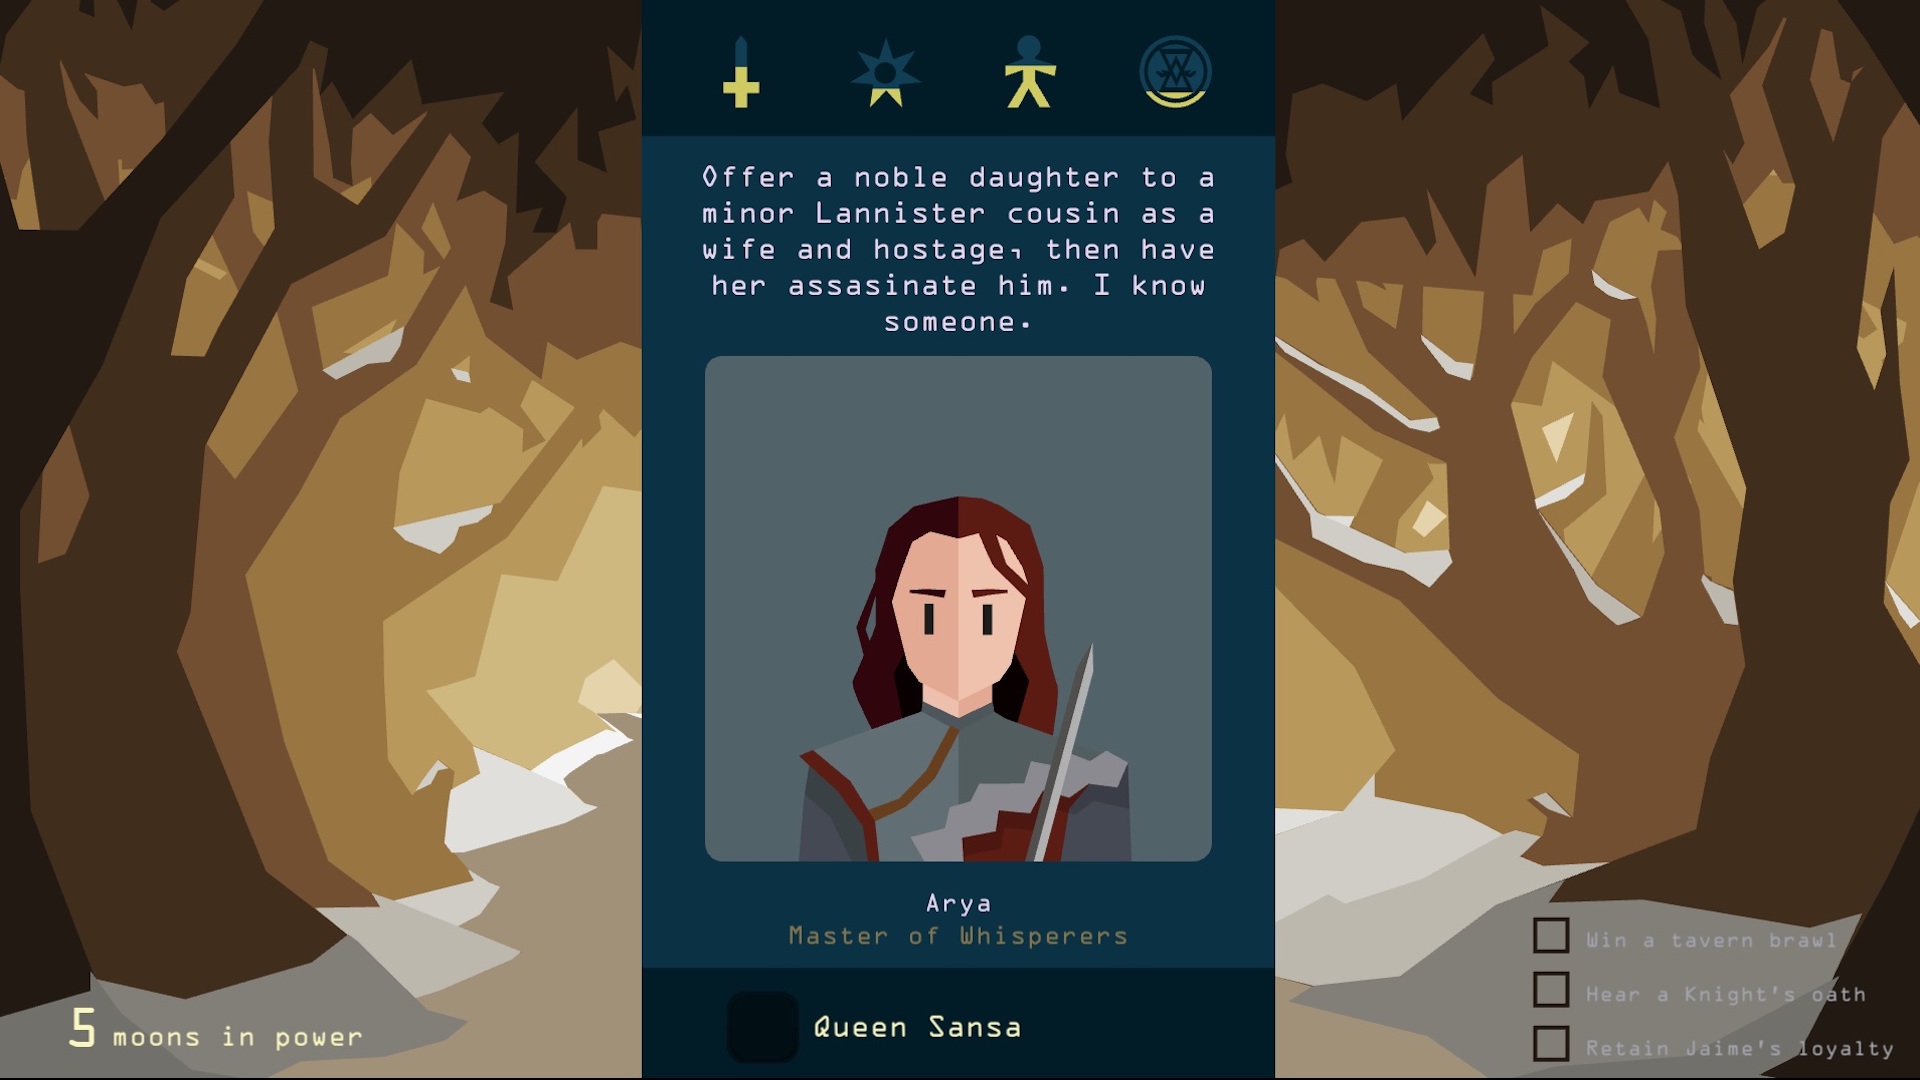 Offer a noble daughter to a
minor Lannister cousin as a
wife and hostage, then have
her assasinate him. I know
someone.
Arya
Master of Whisperers
Queen Sansa
5 moons in power
Win a tavern brawl
Hear a Knight's oath
Retain Jaime's loyalty